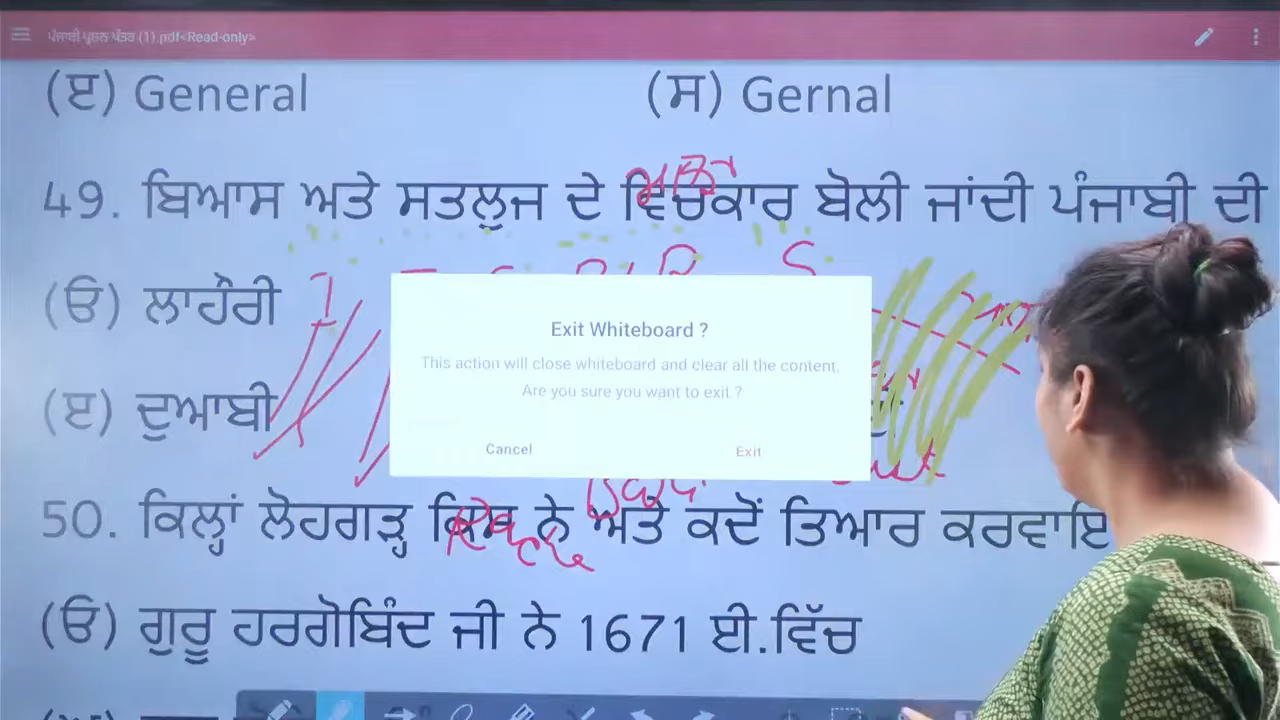 ਪੰਜਾਬੀ ਪ੍ਰਸ਼ਨ ਪੱਤਰ (1).pdf<Read-only>
(ੲ) General (ਸ) Gernal
49. ਬਿਆਸ ਅਤੇ ਸਤਲੁਜ ਦੇ ਵਿਚਕਾਰ ਬੋਲੀ ਜਾਂਦੀ ਪੰਜਾਬੀ ਦੀ
(ਓ) ਲਾਹੌਰੀ
Exit Whiteboard ?
This action will close whiteboard and clear all the content.
Are you sure you want to exit ?
(ੲ) ਦੁਆਬੀ
Cancel Exit
50. ਕਿਲ੍ਹਾਂ ਲੋਹਗੜ੍ਹ ਕਿਸ ਨੇ ਅਤੇ ਕਦੋਂ ਤਿਆਰ ਕਰਵਾਇ
(ਓ) ਗੁਰੂ ਹਰਗੋਬਿੰਦ ਜੀ ਨੇ 1671 ਈ.ਵਿੱਚ